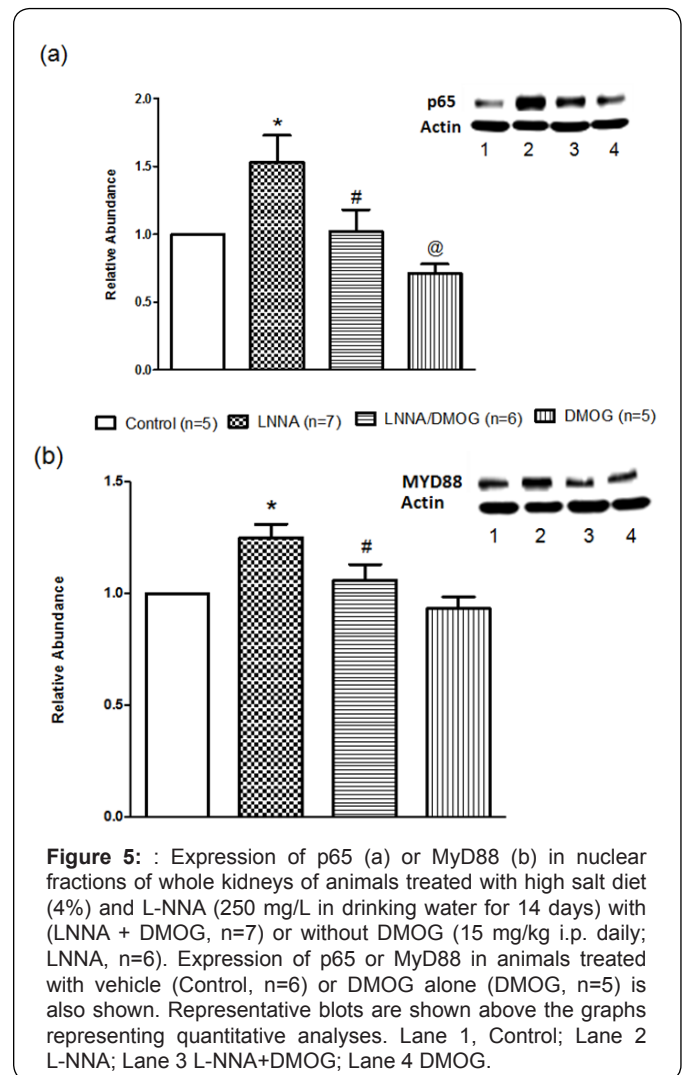 (a)
2.0
1.5
1.0
0.5
0.0
Relative Abundance
*
#
@
p65
Actin
1 2 3 4
Control (n=5) LNNA (n=7) LNNA/DMOG (n=6) DMOG (n=5)
(b)
1.5
1.0
0.5
0.0
Relative Abundance
*
#
MYD88
Actin
1 2 3 4
Figure 5: : Expression of p65 (a) or MyD88 (b) in nuclear
fractions of whole kidneys of animals treated with high salt diet
(4%) and L-NNA (250 mg/L in drinking water for 14 days) with
(LNNA + DMOG, n=7) or without DMOG (15 mg/kg i.p. daily;
LNNA, n=6). Expression of p65 or MyD88 in animals treated
with vehicle (Control, n=6) or DMOG alone (DMOG, n=5) is
also shown. Representative blots are shown above the graphs
representing quantitative analyses. Lane 1, Control; Lane 2
L-NNA; Lane 3 L-NNA+DMOG; Lane 4 DMOG.